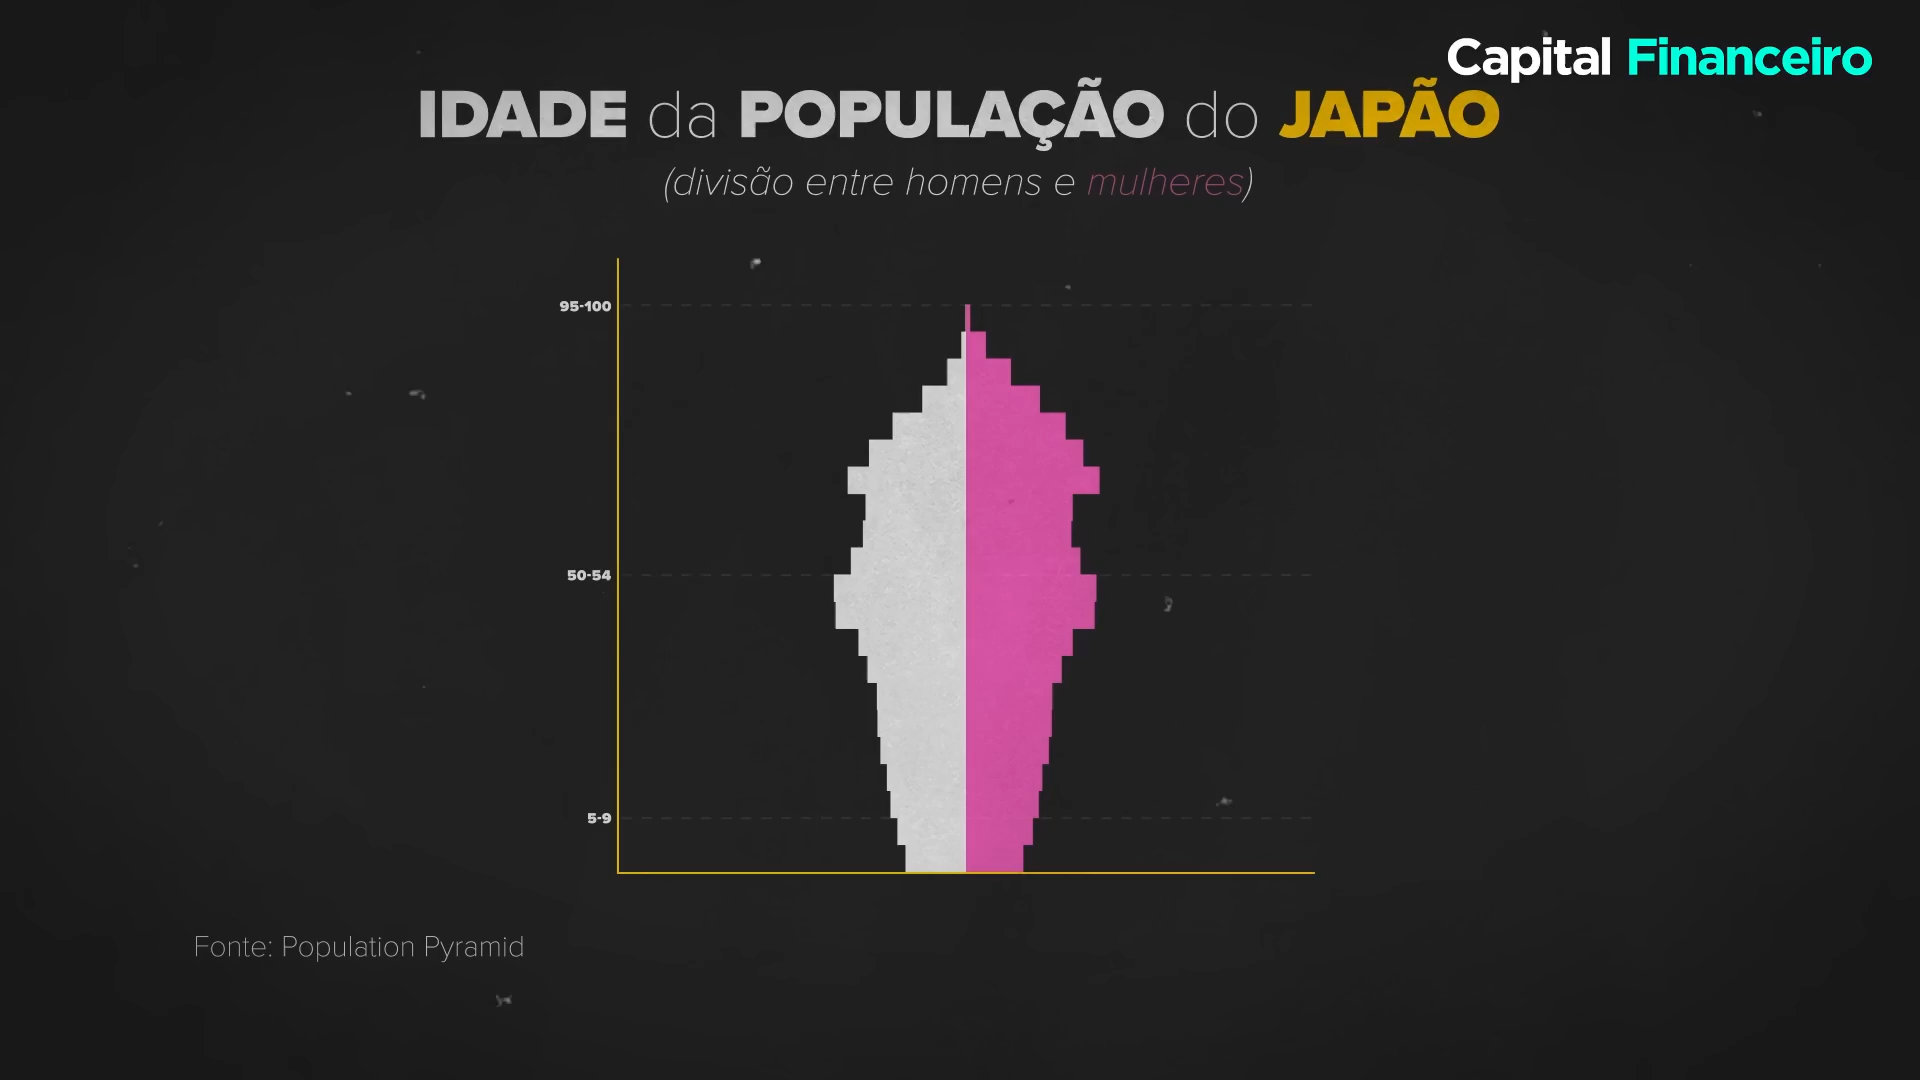 Capital Financeiro
IDADE da POPULAÇÃO do JAPÃO
(divisão entre homens e mulheres)
95-100
50-54
5-9
Fonte: Population Pyramid